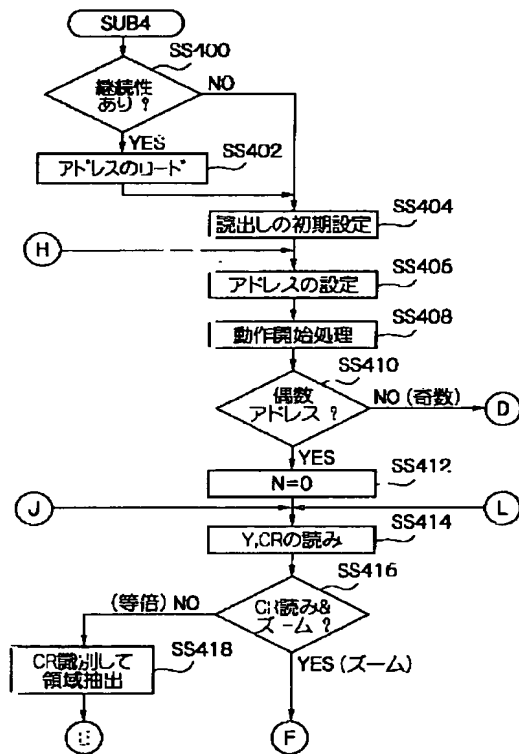 SUB4
SS400
継続性
あり？
NO
YES
SS402
アドレスのロード
SS404
読出しの初期設定
H
SS406
アドレスの設定
SS408
動作開始処理
SS410
偶数
アドレス？
NO (奇数)
D
YES
SS412
N=0
J
L
SS414
Y,CRの読み
SS416
(等倍) NO
CR読み&
ズーム？
SS418
CR識別して
領域抽出
YES (ズーム)
F